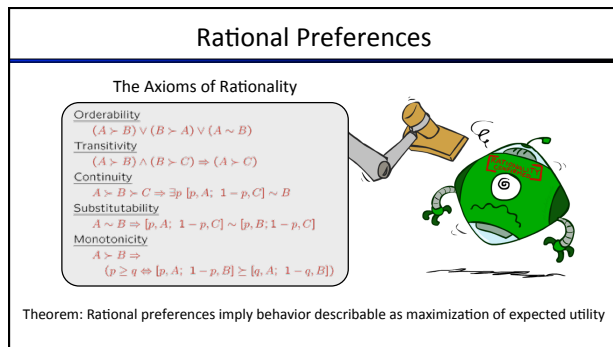 Rational Preferences
The Axioms of Rationality
Orderability
(A ≻ B) ∨ (B ≻ A) ∨ (A ∼ B)
Transitivity
(A ≻ B) ∧ (B ≻ C) ⇒ (A ≻ C)
Continuity
A ≻ B ≻ C ⇒ ∃p [p, A; 1 − p, C] ∼ B
Substitutability
A ∼ B ⇒ [p, A; 1 − p, C] ∼ [p, B; 1 − p, C]
Monotonicity
A ≻ B ⇒
(p ≥ q ⇔ [p, A; 1 − p, B] ⪰ [q, A; 1 − q, B])
Theorem: Rational preferences imply behavior describable as maximization of expected utility